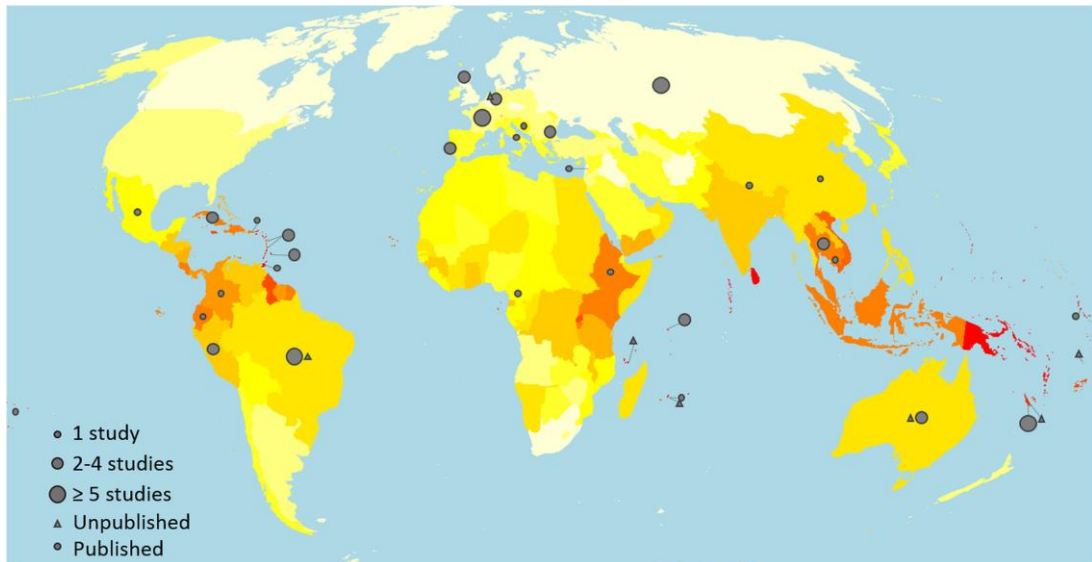 1 study
2-4 studies
≥ 5 studies
Unpublished
Published